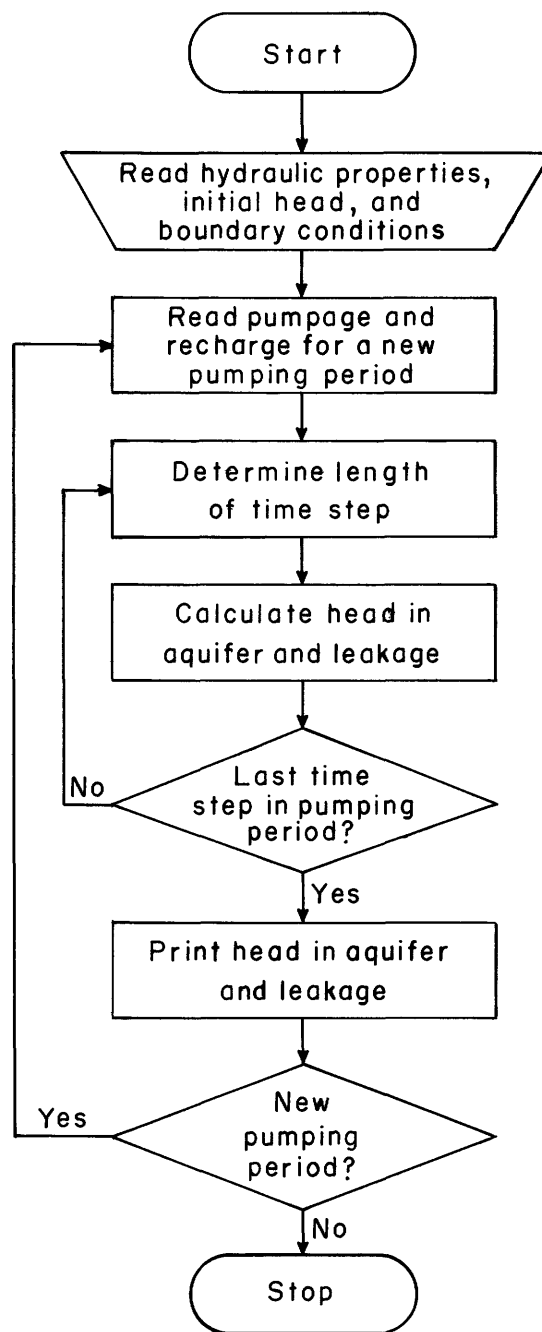 Start
Read hydraulic properties,
initial head, and
boundary conditions
Read pumpage and
recharge for a new
pumping period
Determine length
of time step
Calculate head in
aquifer and leakage
No
Last time
step in pumping
period?
Yes
Print head in aquifer
and leakage
Yes
New
pumping
period?
No
Stop